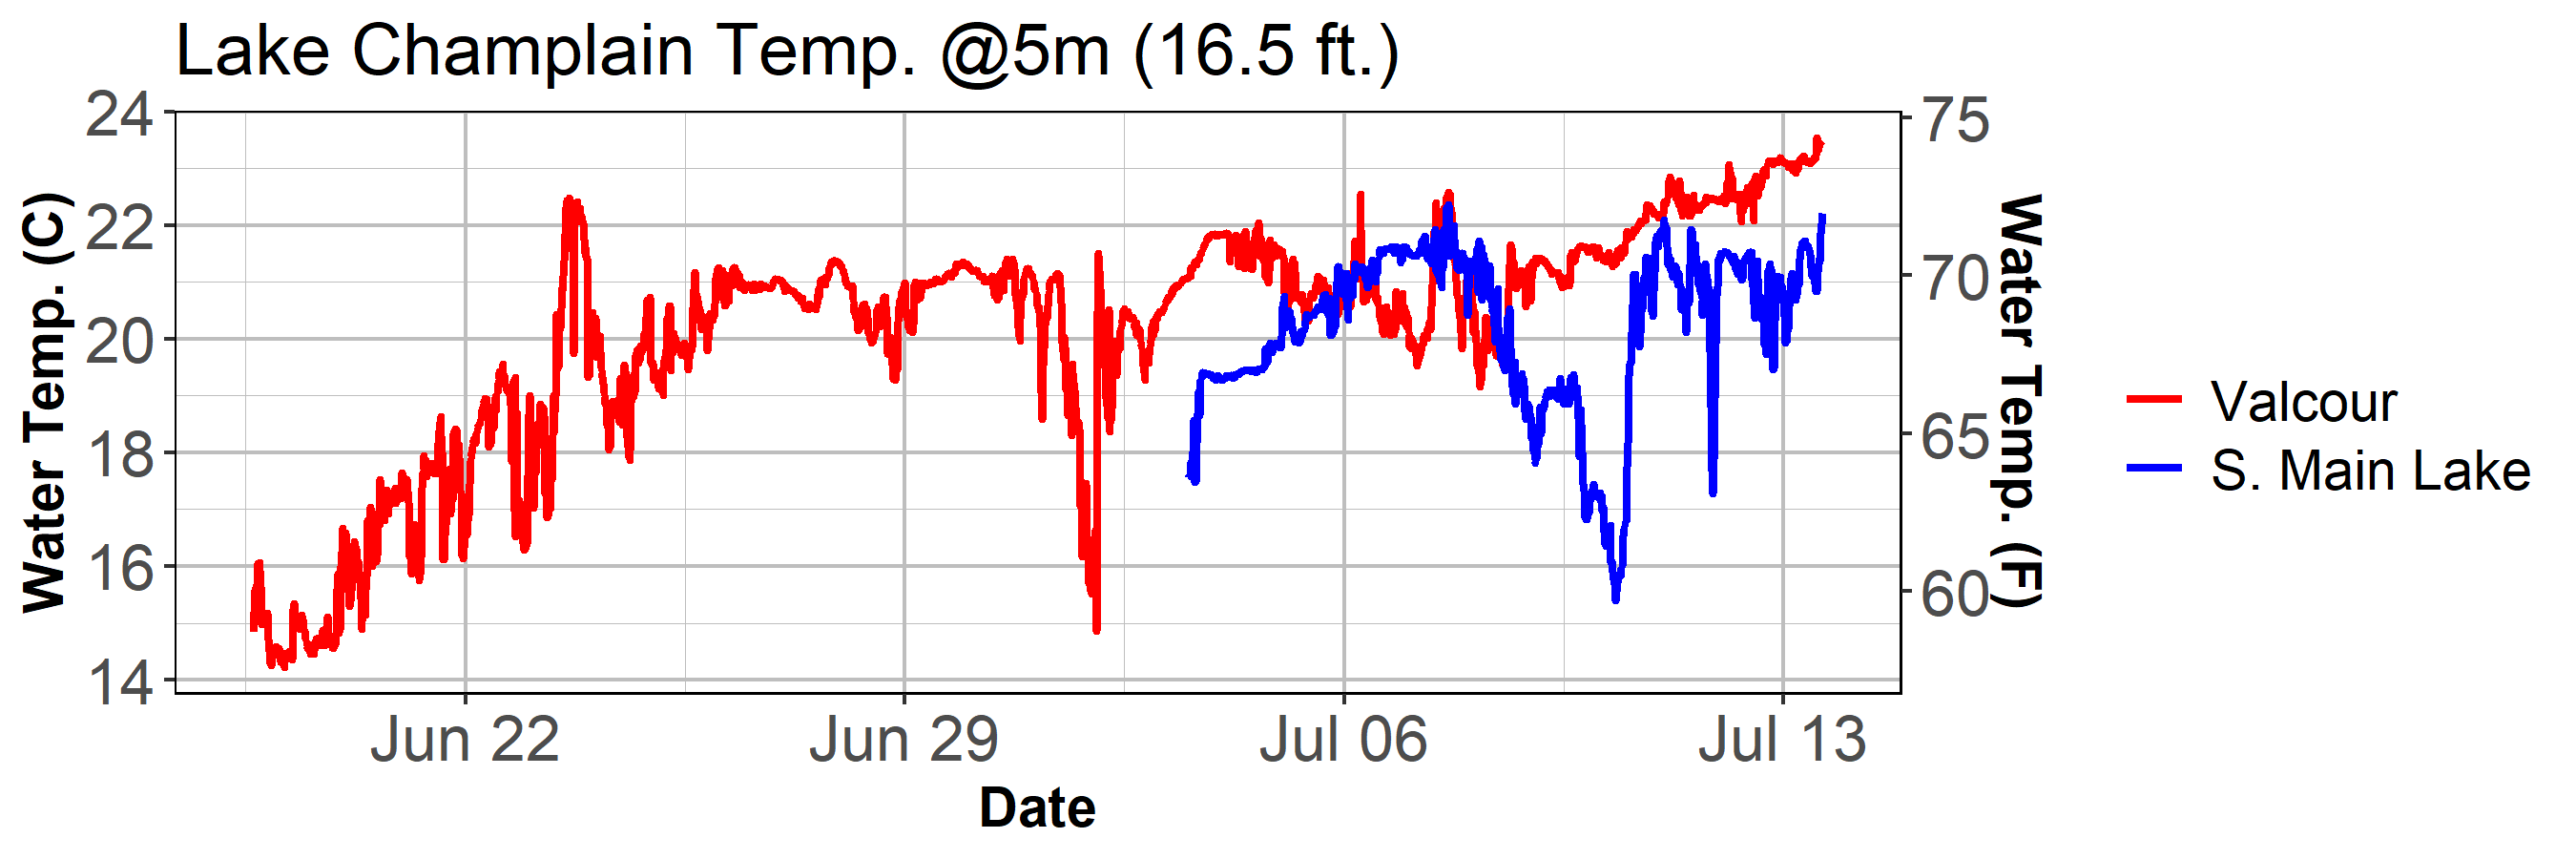 Lake Champlain Temp. @5m (16.5 ft.)
Water Temp. (C)
24
22
20
18
16
14
75
70
65
60
Water Temp. (F)
Jun 22
Jun 29
Jul 06
Jul 13
Date
Valcour
S. Main Lake